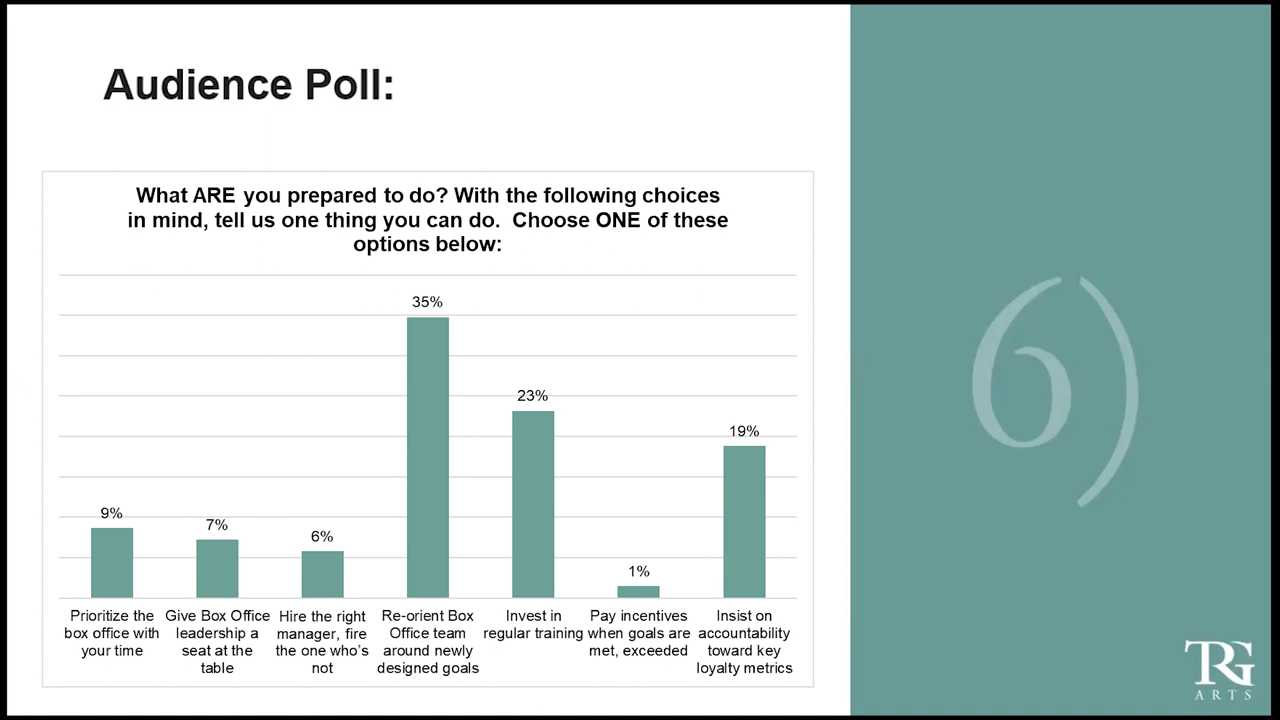 Audience Poll:
What ARE you prepared to do? With the following choices
in mind, tell us one thing you can do.  Choose ONE of these
options below:
35%
23%
19%
9%
7%
6%
1%
Prioritize the
box office with
your time
Give Box Office
leadership a
seat at the
table
Hire the right
manager, fire
the one who's
not
Re-orient Box
Office team
around newly
designed goals
Invest in
regular training
Pay incentives
when goals are
met, exceeded
Insist on
accountability
toward key
loyalty metrics
6)
TRG
ARTS